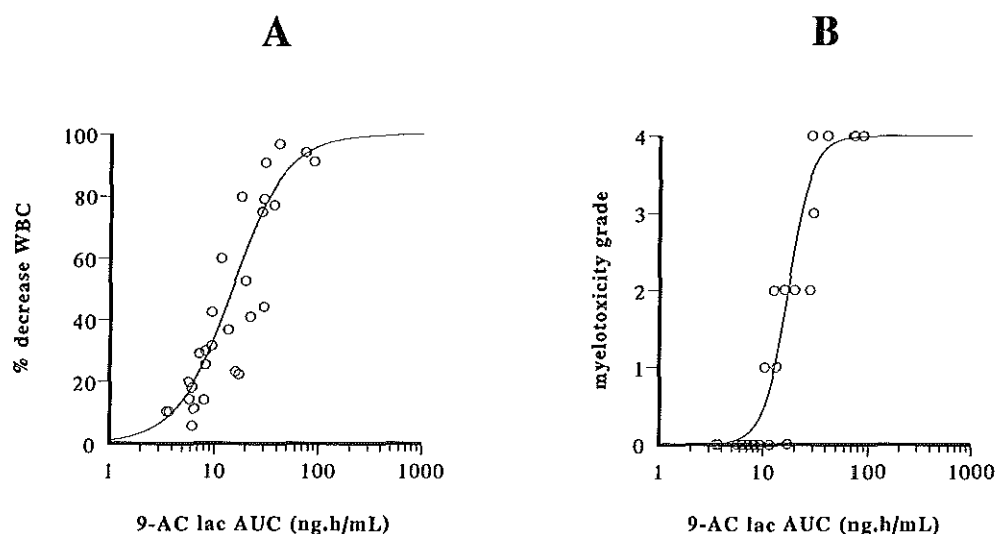 A
B
100
80
60
40
20
0
% decrease WBC
1 10 100 1000
9-AC lac AUC (ng.h/mL)
4
3
2
1
0
myelotoxicity grade
1 10 100 1000
9-AC lac AUC (ng.h/mL)